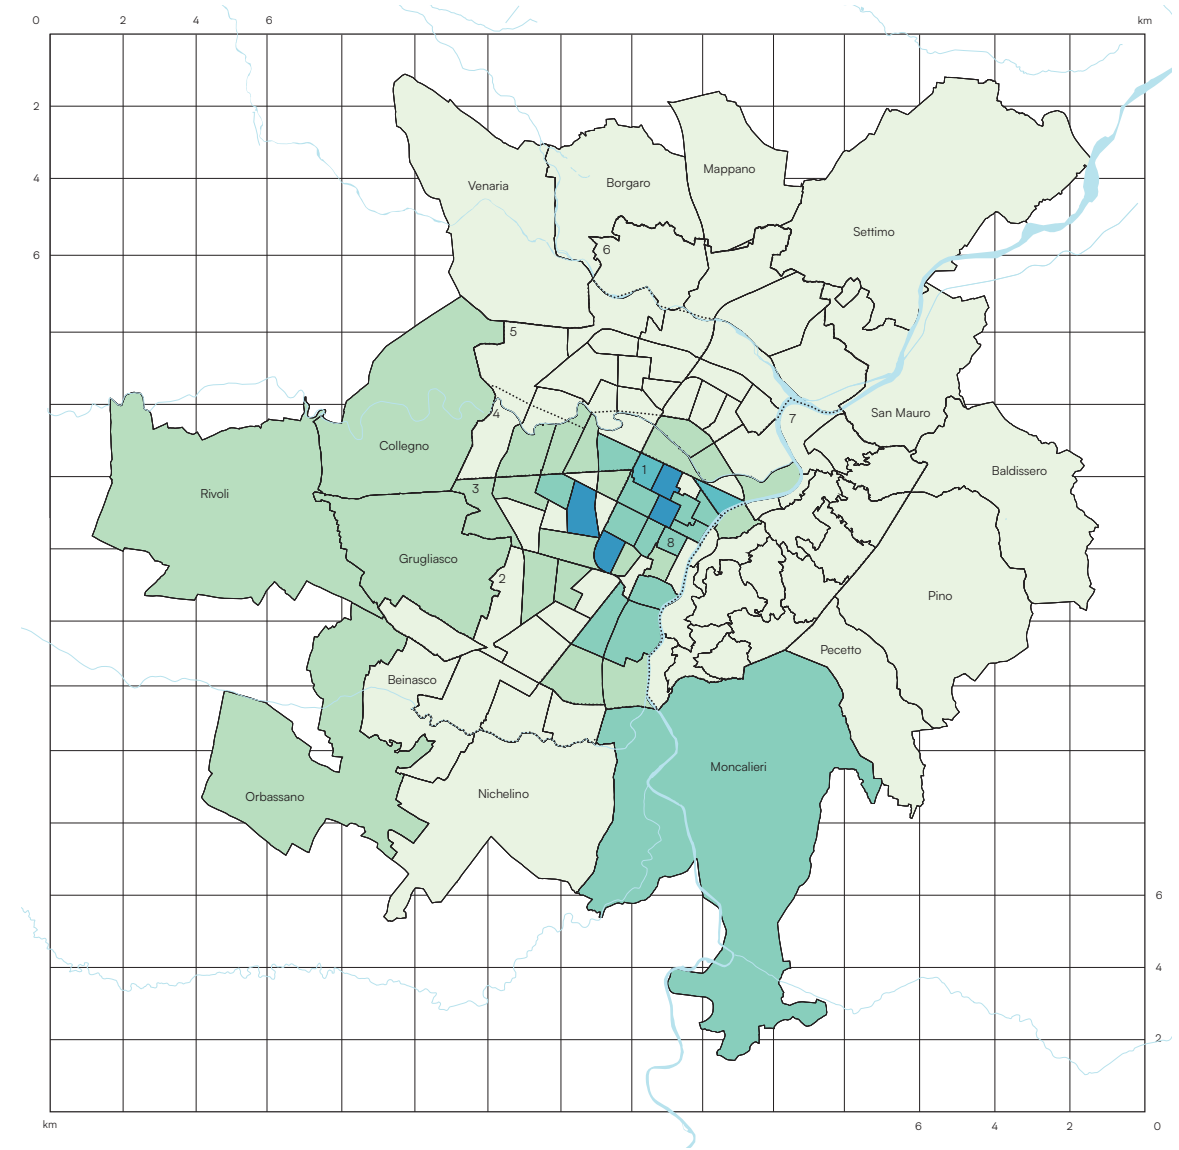 0 2 4 6 km
2
Mappano
4
Venaria
Borgaro
Settimo
6
6
5
4
San Mauro
7
Collegno
1
Baldissero
3
Rivoli
8
Grugliasco
2
Pino
Pecetto
Beinasco
Moncalieri
Orbassano
Nichelino
6
4
2
km 6 4 2 0